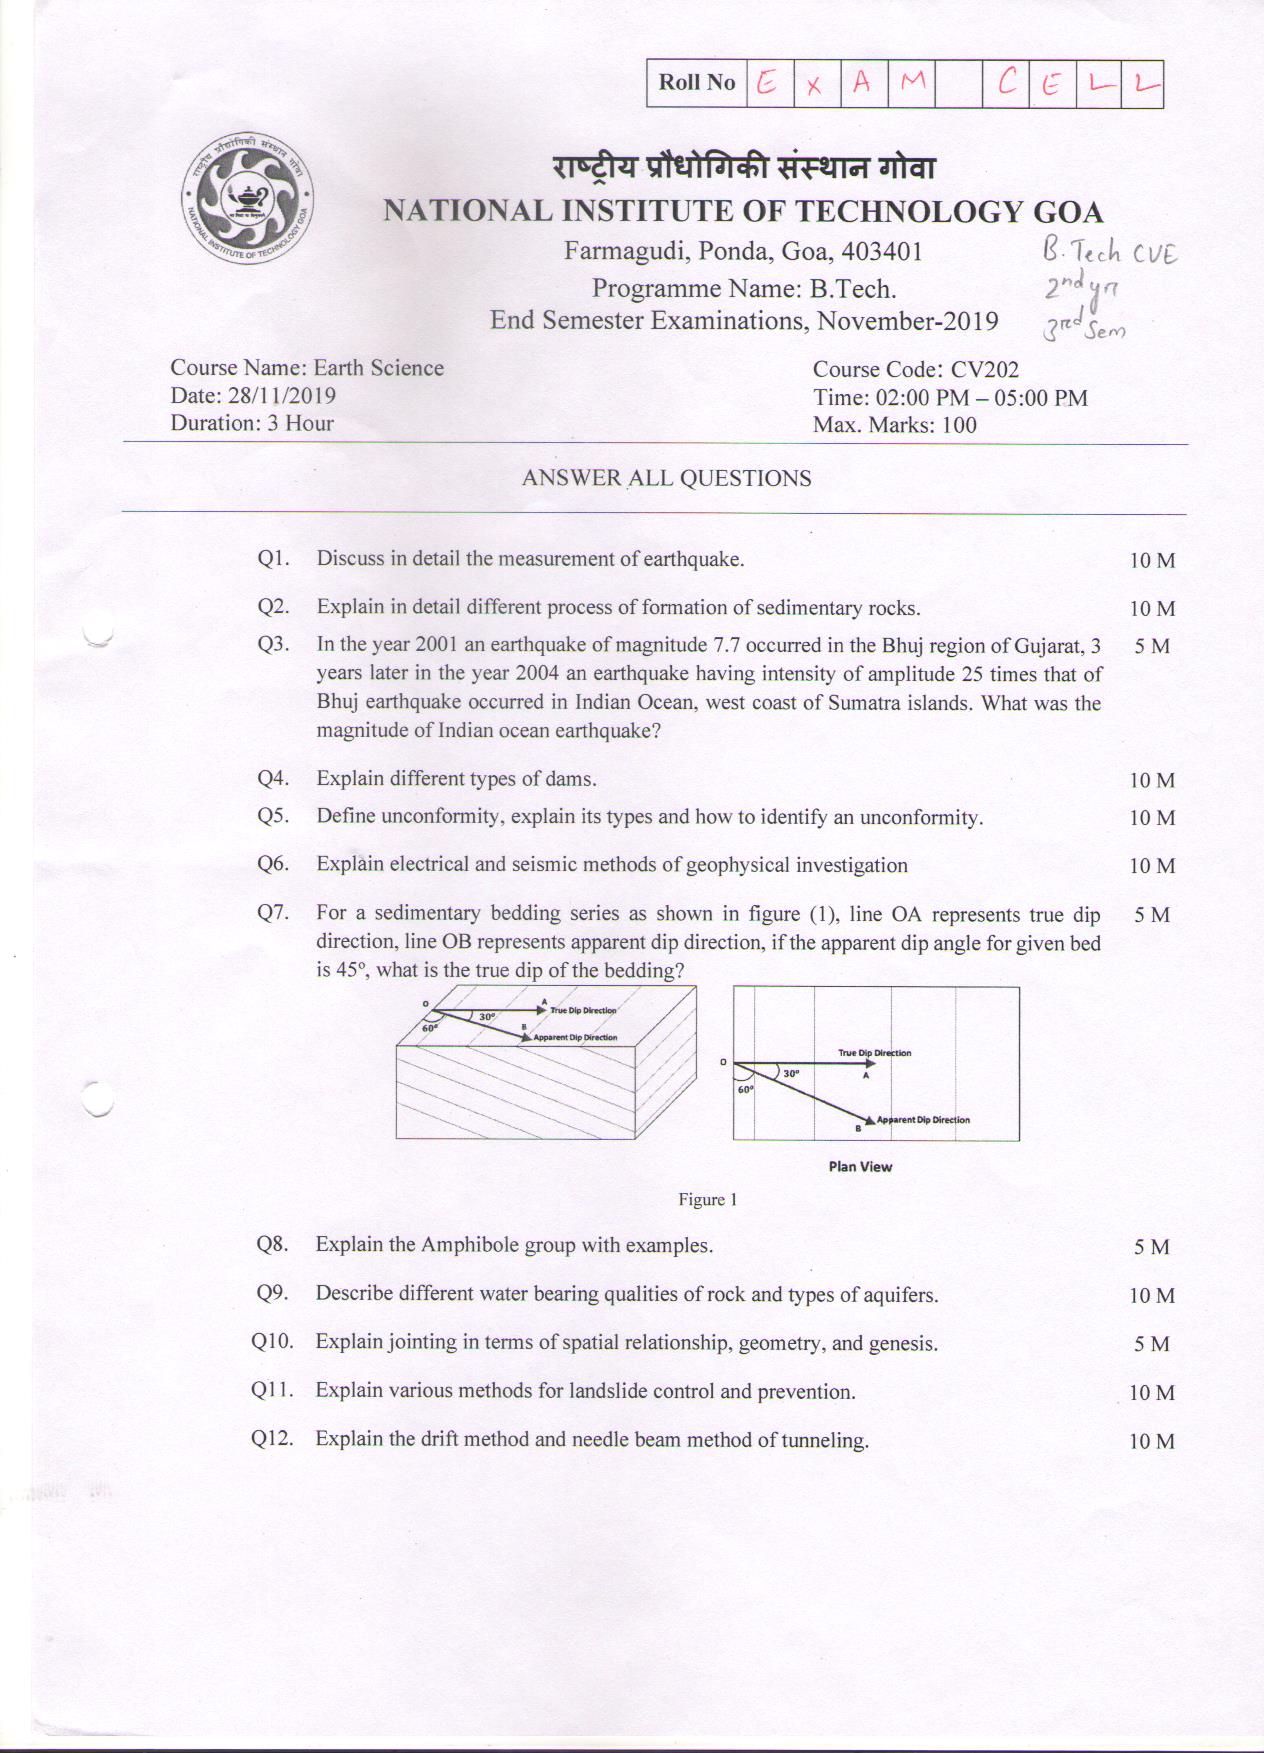 Roll No E X A M C E L L
राष्ट्रीय प्रौधोगिकी संस्थान गोवा
NATIONAL INSTITUTE OF TECHNOLOGY GOA
Farmagudi, Ponda, Goa, 403401
B.Tech CVE
Programme Name: B.Tech.
2nd yr
End Semester Examinations, November-2019
3rd Sem
राष्ट्रीय प्रौद्योगिकी संस्थान गोवा
NATIONAL INSTITUTE OF TECHNOLOGY GOA
Course Name: Earth Science
Course Code: CV202
Date: 28/11/2019
Time: 02:00 PM – 05:00 PM
Duration: 3 Hour
Max. Marks: 100
ANSWER ALL QUESTIONS
Q1. Discuss in detail the measurement of earthquake. 10 M
Q2. Explain in detail different process of formation of sedimentary rocks. 10 M
Q3. In the year 2001 an earthquake of magnitude 7.7 occurred in the Bhuj region of Gujarat, 3 5 M
years later in the year 2004 an earthquake having intensity of amplitude 25 times that of
Bhuj earthquake occurred in Indian Ocean, west coast of Sumatra islands. What was the
magnitude of Indian ocean earthquake?
Q4. Explain different types of dams. 10 M
Q5. Define unconformity, explain its types and how to identify an unconformity. 10 M
Q6. Explain electrical and seismic methods of geophysical investigation 10 M
Q7. For a sedimentary bedding series as shown in figure (1), line OA represents true dip 5 M
direction, line OB represents apparent dip direction, if the apparent dip angle for given bed
is 45º, what is the true dip of the bedding?
O
A
True Dip Direction
30º
60º
B
Apparent Dip Direction
True Dip Direction
O
A
30º
60º
Apparent Dip Direction
B
Plan View
Figure 1
Q8. Explain the Amphibole group with examples. 5 M
Q9. Describe different water bearing qualities of rock and types of aquifers. 10 M
Q10. Explain jointing in terms of spatial relationship, geometry, and genesis. 5 M
Q11. Explain various methods for landslide control and prevention. 10 M
Q12. Explain the drift method and needle beam method of tunneling. 10 M